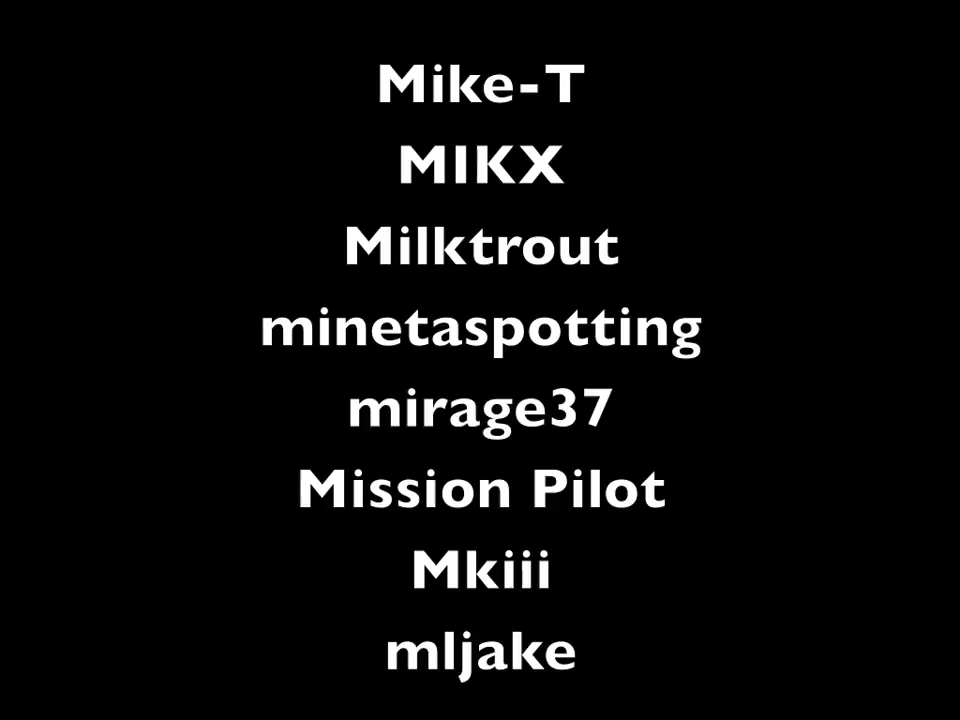 Mike-T
MIKX
Milktrout
minetaspotting
mirage37
Mission Pilot
Mkiii
mljake